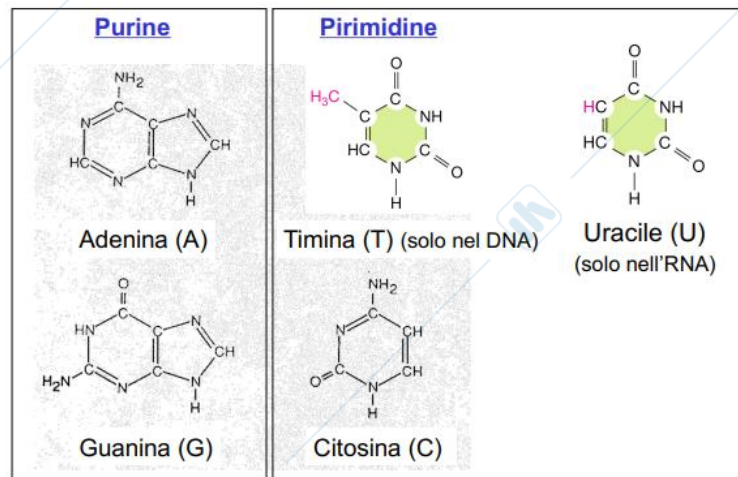 Purine
Pirimidine
NH₂
C
N
C
N
HC
C
CH
N
N
H
Adenina (A)
O
H₃C
C
C
NH
HC
C
N
O
H
Timina (T) (solo nel DNA)
O
HC
C
NH
HC
C
N
O
H
Uracile (U)
(solo nell'RNA)
O
C
N
HN
C
CH
H₂N
C
C
N
N
H
Guanina (G)
NH₂
C
N
CH
C
CH
O
N
H
Citosina (C)